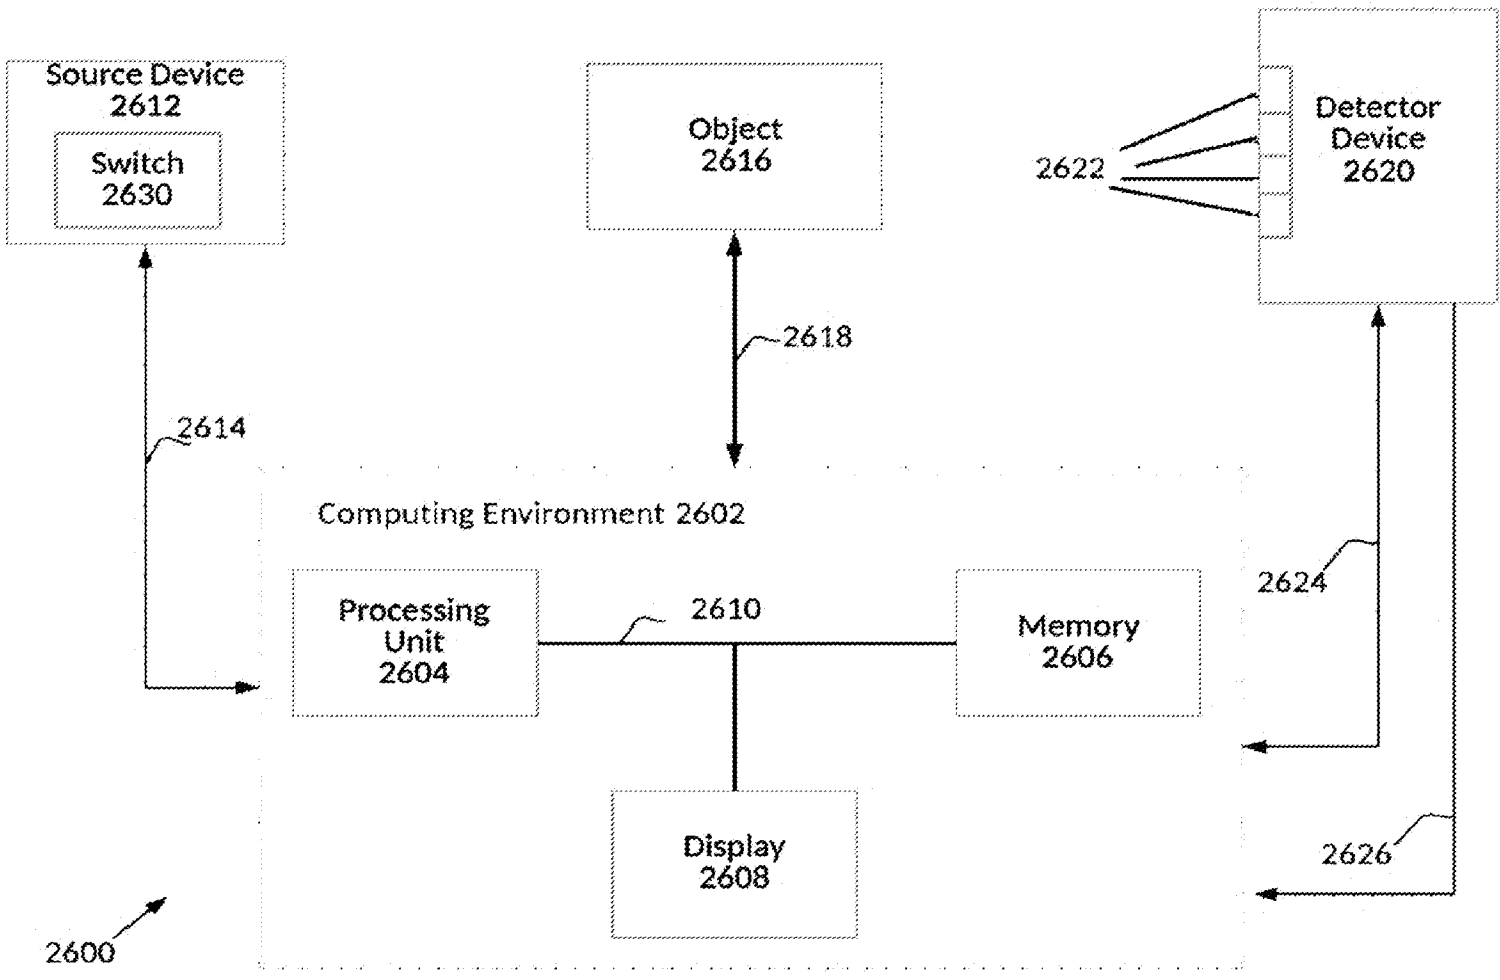 Source Device
2612
Switch
2630
Object
2616
2622
Detector
Device
2620
2618
2614
Computing Environment 2602
2624
Processing
Unit
2604
2610
Memory
2606
Display
2608
2626
2600